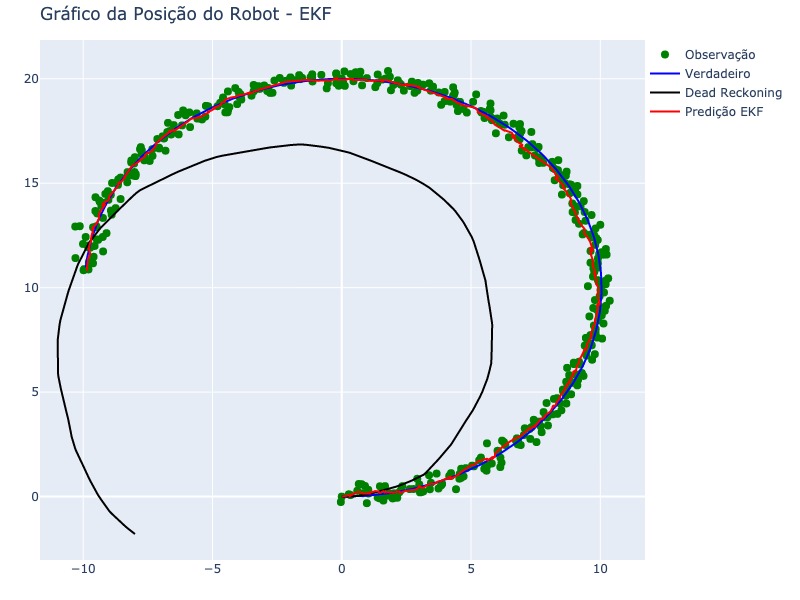 Gráfico da Posição do Robot - EKF
Observação
Verdadeiro
Dead Reckoning
Predição EKF
20
15
10
5
0
−10
−5
0
5
10